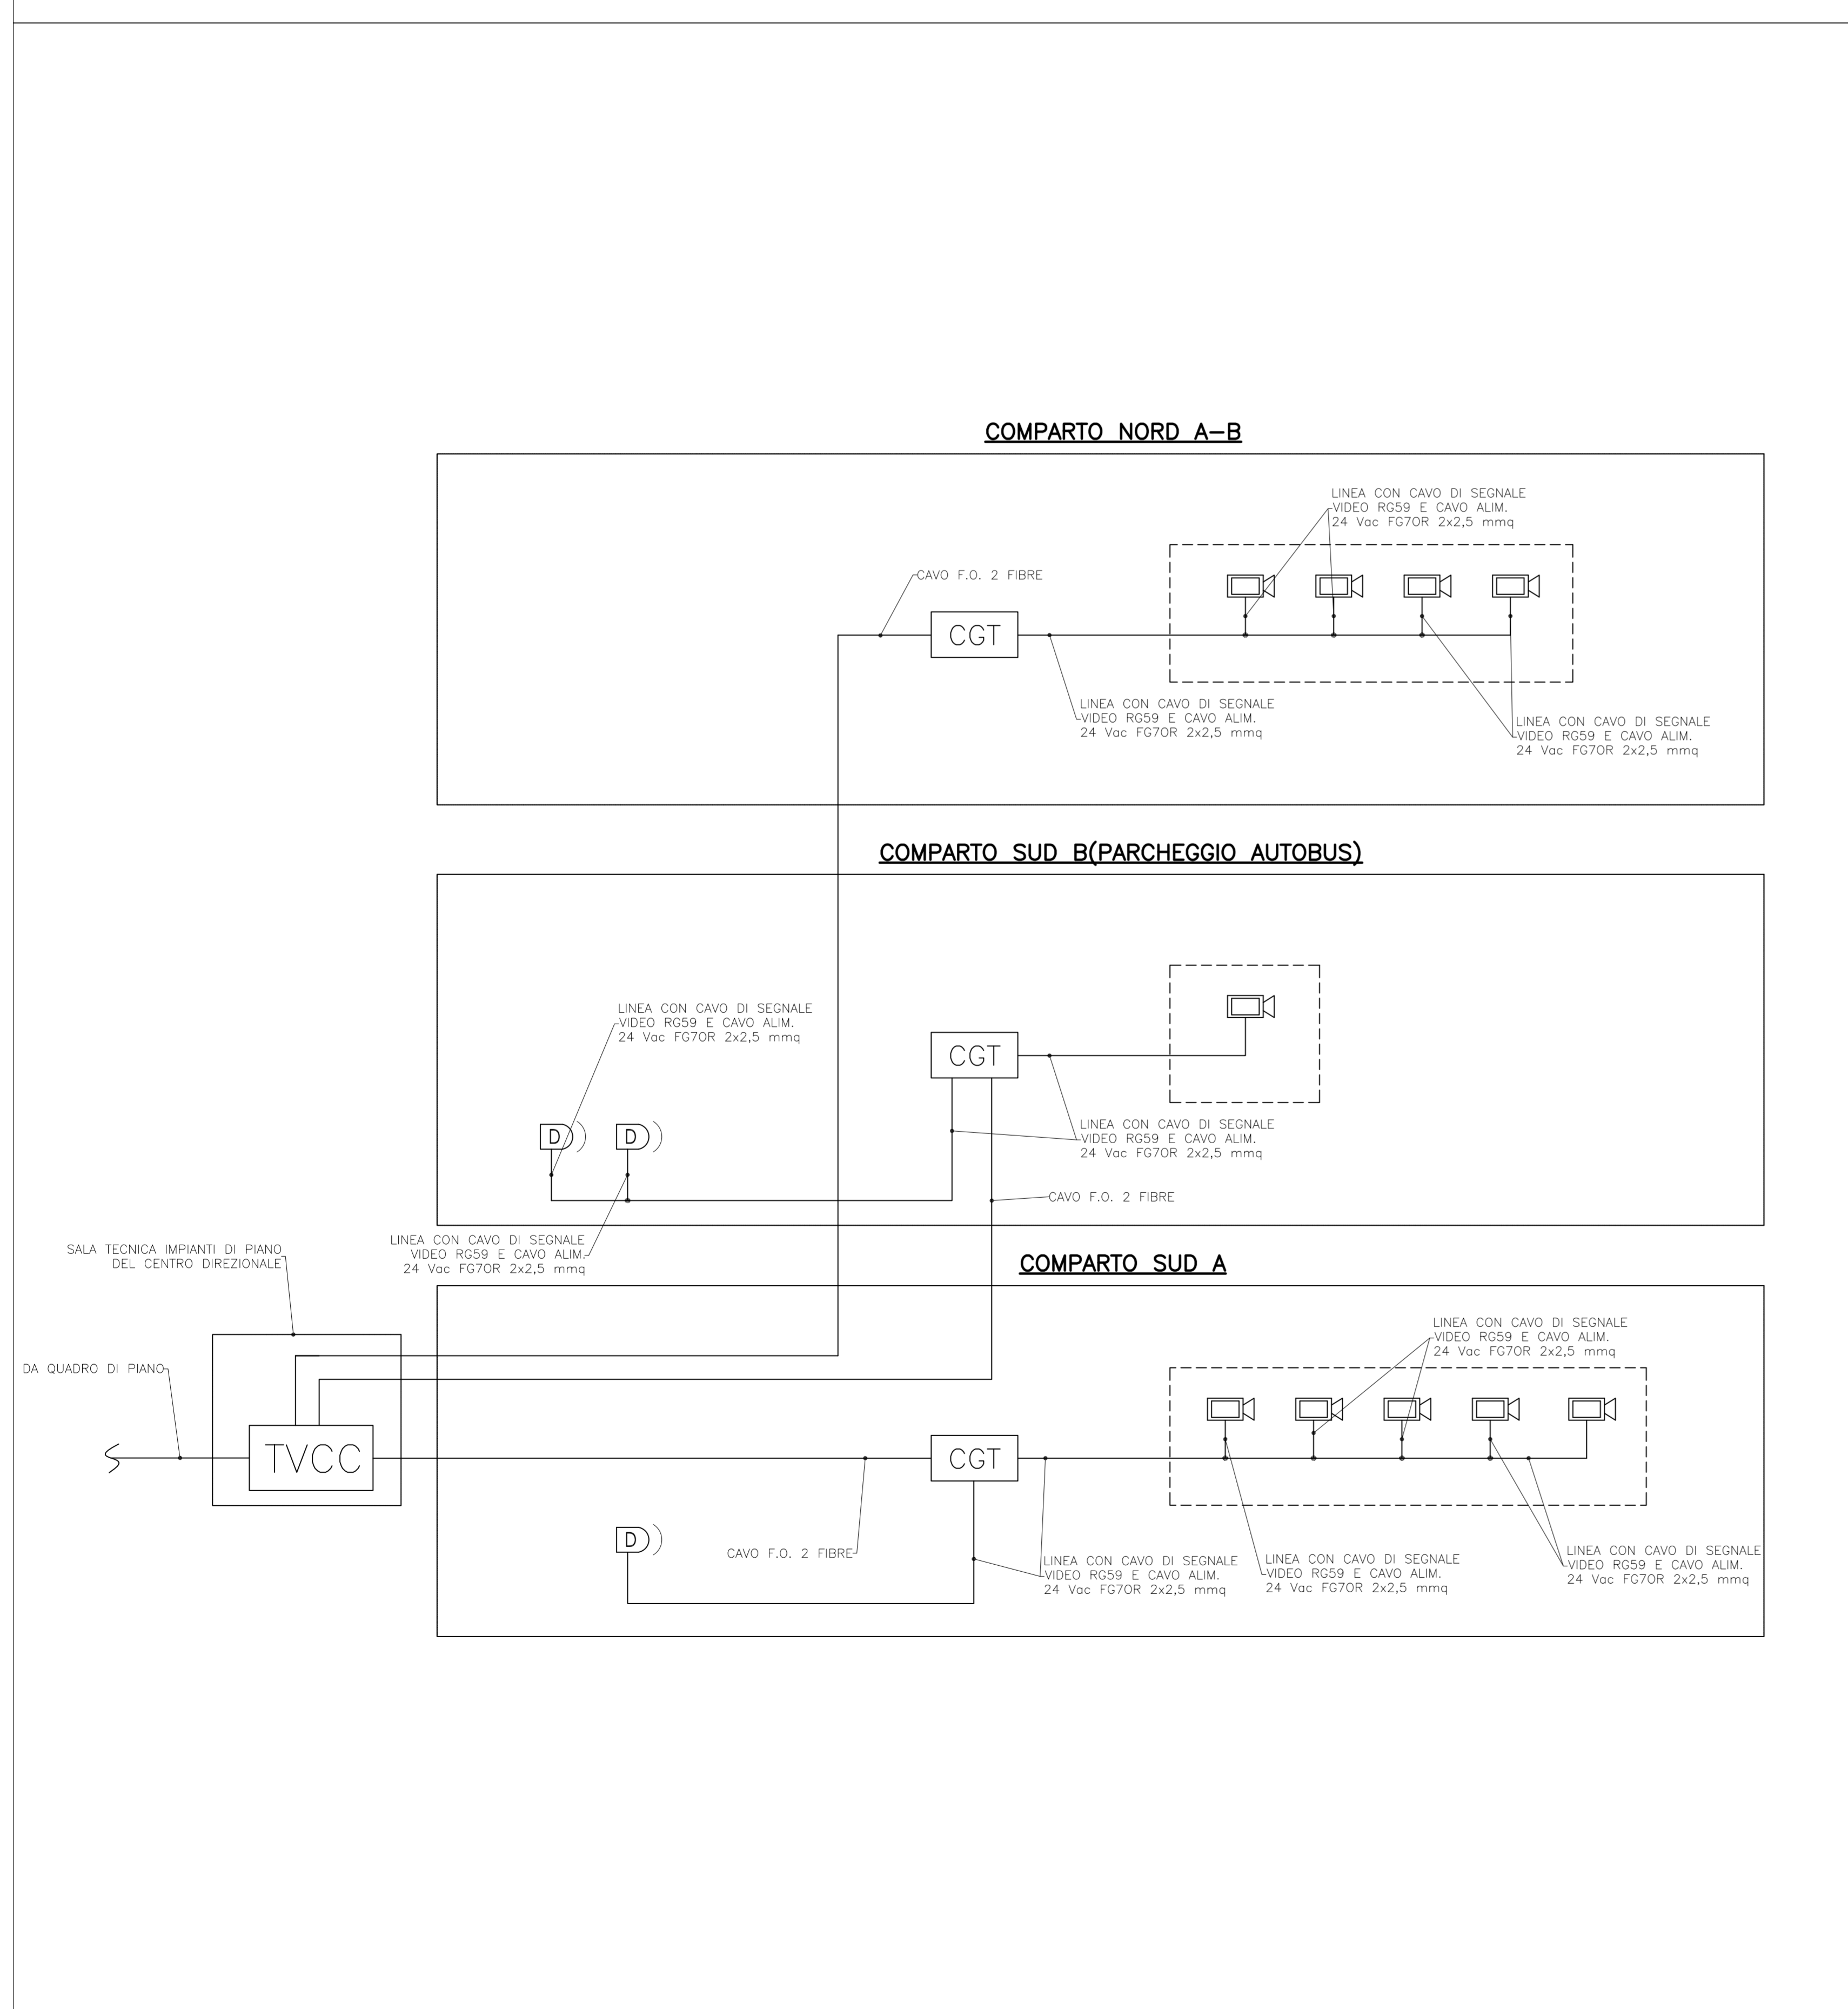 COMPARTO NORD A-B
LINEA CON CAVO DI SEGNALE
VIDEO RG59 E CAVO ALIM.
24 Vac FG7OR 2x2,5 mmq
CAVO F.O. 2 FIBRE
CGT
LINEA CON CAVO DI SEGNALE
VIDEO RG59 E CAVO ALIM.
24 Vac FG7OR 2x2,5 mmq
LINEA CON CAVO DI SEGNALE
VIDEO RG59 E CAVO ALIM.
24 Vac FG7OR 2x2,5 mmq
COMPARTO SUD B(PARCHEGGIO AUTOBUS)
LINEA CON CAVO DI SEGNALE
VIDEO RG59 E CAVO ALIM.
24 Vac FG7OR 2x2,5 mmq
CGT
D
D
LINEA CON CAVO DI SEGNALE
VIDEO RG59 E CAVO ALIM.
24 Vac FG7OR 2x2,5 mmq
CAVO F.O. 2 FIBRE
LINEA CON CAVO DI SEGNALE
VIDEO RG59 E CAVO ALIM.
24 Vac FG7OR 2x2,5 mmq
SALA TECNICA IMPIANTI DI PIANO
DEL CENTRO DIREZIONALE
COMPARTO SUD A
LINEA CON CAVO DI SEGNALE
VIDEO RG59 E CAVO ALIM.
24 Vac FG7OR 2x2,5 mmq
DA QUADRO DI PIANO
TVCC
CGT
D
CAVO F.O. 2 FIBRE
LINEA CON CAVO DI SEGNALE
VIDEO RG59 E CAVO ALIM.
24 Vac FG7OR 2x2,5 mmq
LINEA CON CAVO DI SEGNALE
VIDEO RG59 E CAVO ALIM.
24 Vac FG7OR 2x2,5 mmq
LINEA CON CAVO DI SEGNALE
VIDEO RG59 E CAVO ALIM.
24 Vac FG7OR 2x2,5 mmq